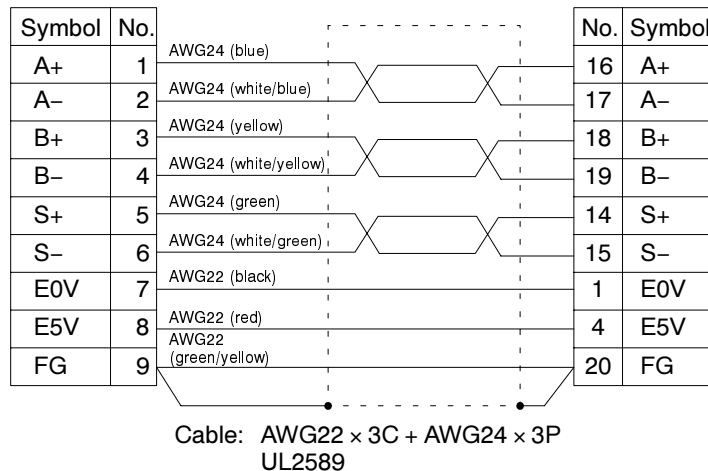 Symbol No. No. Symbol
A+ 1 AWG24 (blue) 16 A+
A− 2 AWG24 (white/blue) 17 A−
B+ 3 AWG24 (yellow) 18 B+
B− 4 AWG24 (white/yellow) 19 B−
S+ 5 AWG24 (green) 14 S+
S− 6 AWG24 (white/green) 15 S−
E0V 7 AWG22 (black) 1 E0V
E5V 8 AWG22 (red) 4 E5V
AWG22
FG 9 (green/yellow) 20 FG
Cable: AWG22 × 3C + AWG24 × 3P
UL2589